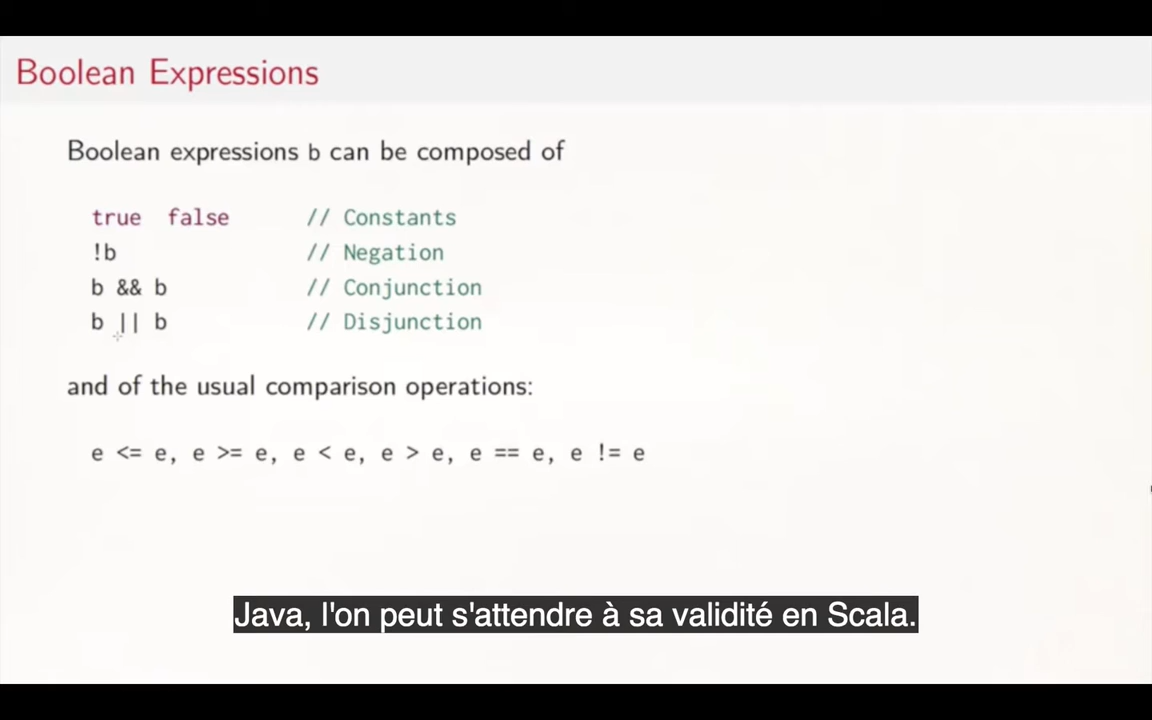 Boolean Expressions
Boolean expressions b can be composed of
true false // Constants
!b // Negation
b && b // Conjunction
b || b // Disjunction
and of the usual comparison operations:
e <= e, e >= e, e < e, e > e, e == e, e != e
Java, l'on peut s'attendre à sa validité en Scala.